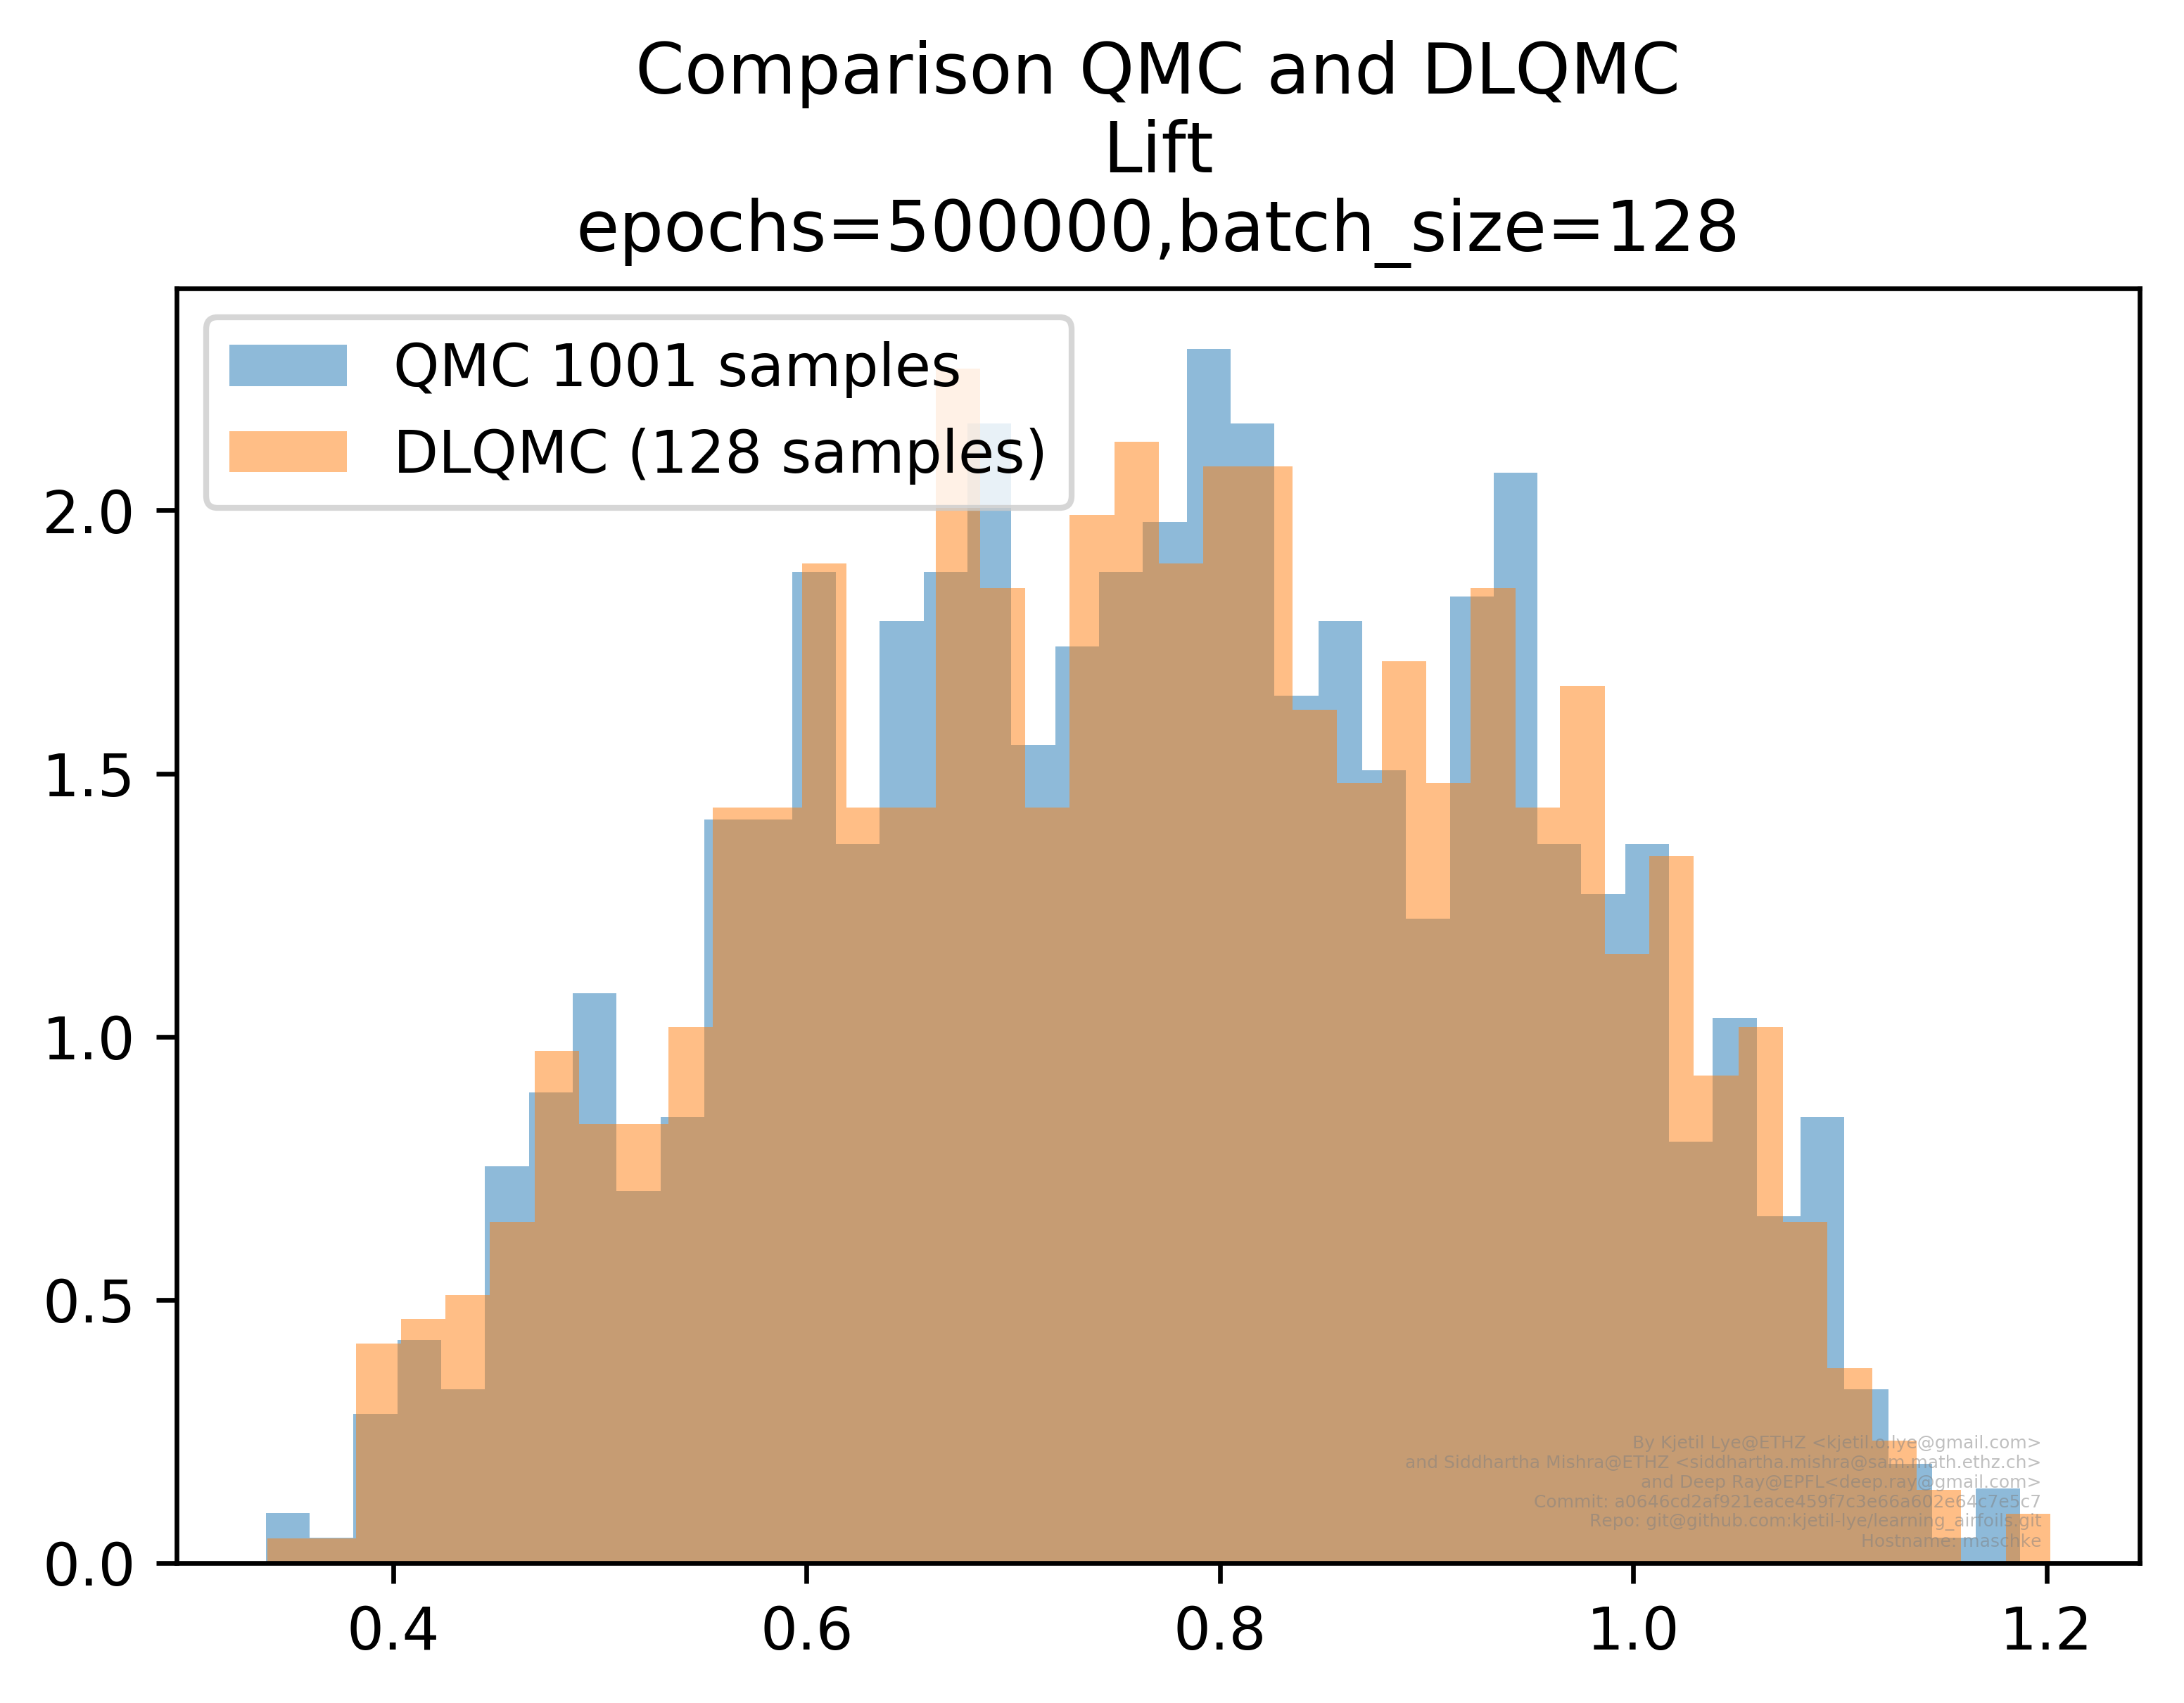 Comparison QMC and DLQMC
Lift
epochs=500000,batch_size=128
QMC 1001 samples
DLQMC (128 samples)
2.0
1.5
1.0
0.5
0.0
By Kjetil Lye@ETHZ <kjetil.o.lye@gmail.com>
and Siddhartha Mishra@ETHZ <siddhartha.mishra@sam.math.ethz.ch>
and Deep Ray@EPFL<deep.ray@gmail.com>
Commit: a0646cd2af921eace459f7c3e66a602e64c7e5c7
Repo: git@github.com:kjetil-lye/learning_airfoils.git
Hostname: maschke
0.4 0.6 0.8 1.0 1.2